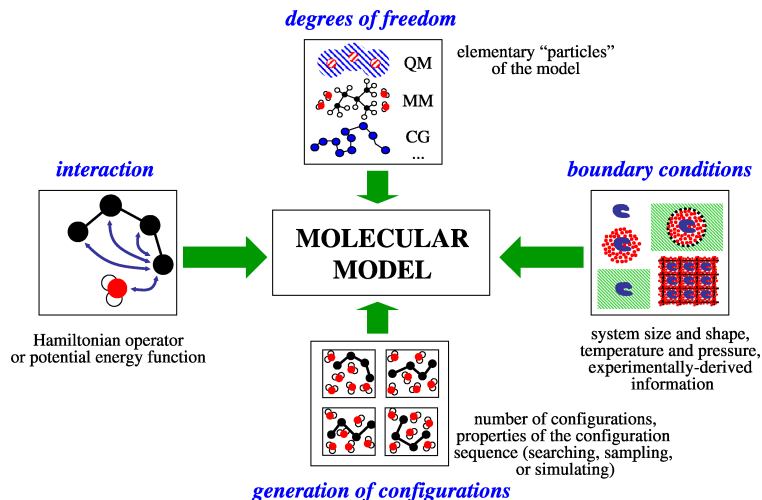 degrees of freedom
QM
MM
CG
...
elementary “particles”
of the model
interaction
boundary conditions
MOLECULAR
MODEL
Hamiltonian operator
or potential energy function
system size and shape,
temperature and pressure,
experimentally-derived
information
number of configurations,
properties of the configuration
sequence (searching, sampling,
or simulating)
generation of configurations